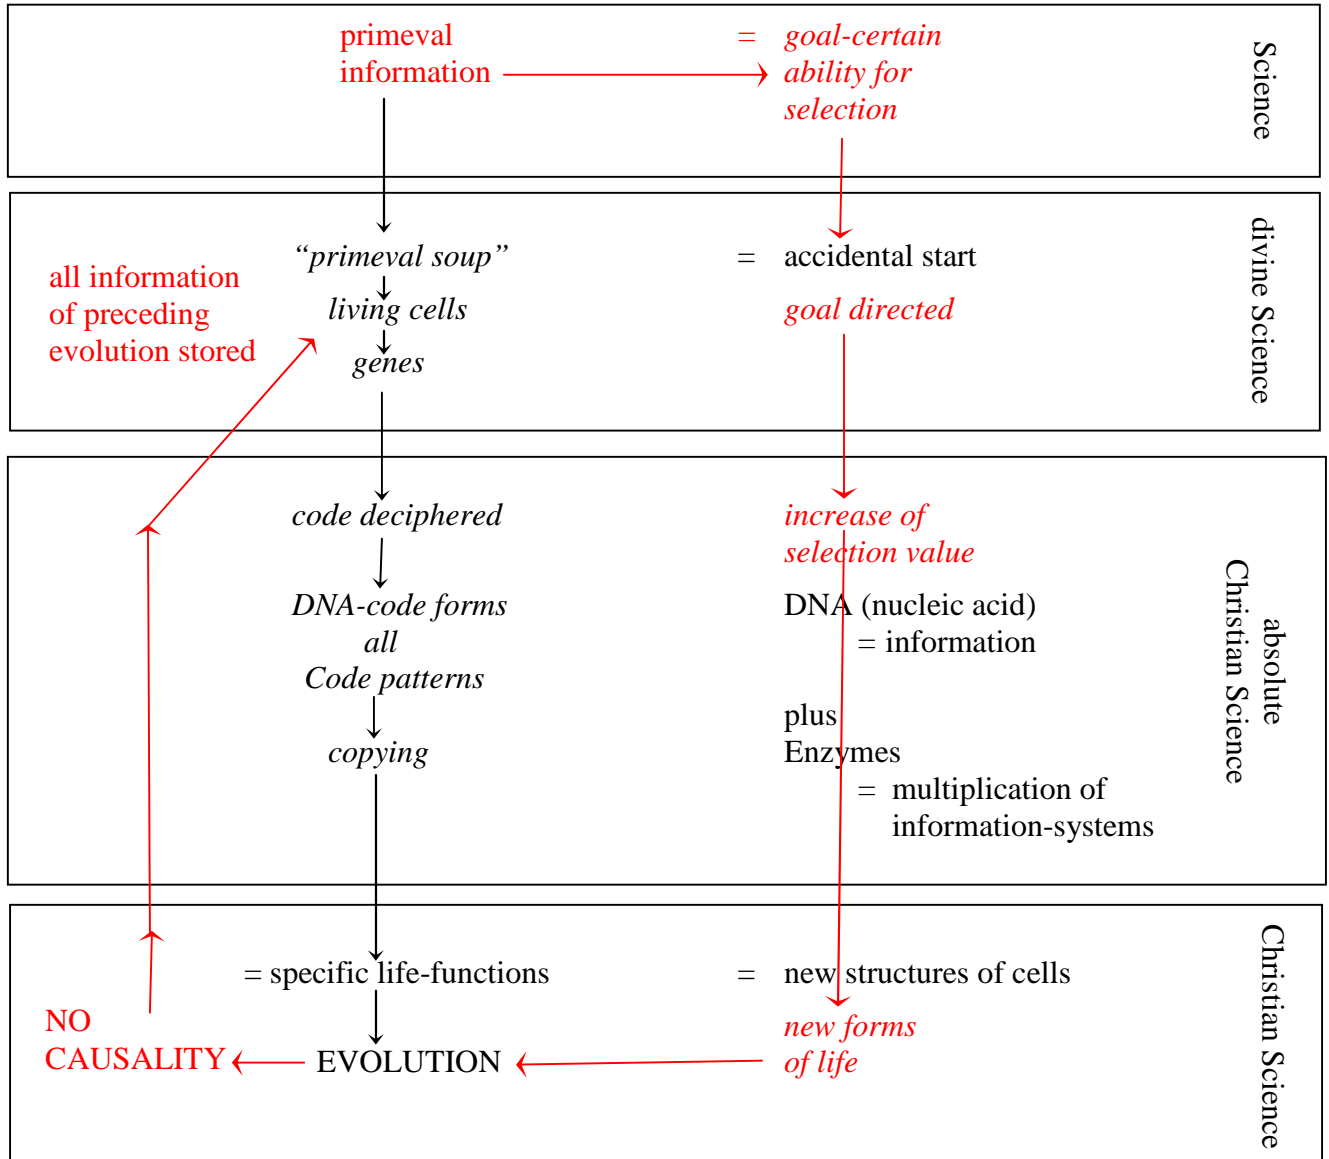 primeval
information
= goal-certain
ability for
selection
Science
all information
of preceding
evolution stored
“primeval soup”
living cells
genes
= accidental start
goal directed
divine Science
code deciphered
DNA-code forms
all
Code patterns
copying
increase of
selection value
DNA (nucleic acid)
= information
plus
Enzymes
= multiplication of
information-systems
absolute
Christian Science
= specific life-functions
= new structures of cells
NO
CAUSALITY
EVOLUTION
new forms
of life
Christian Science